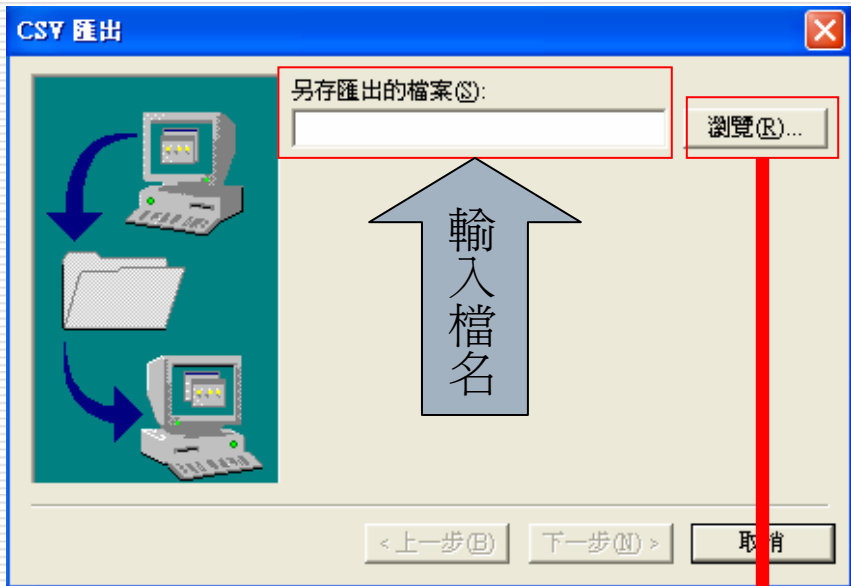 CSV 匯出
另存匯出的檔案(S):
瀏覽(R)...
輸入檔名
<上一步(B)
下一步(N) >
取消